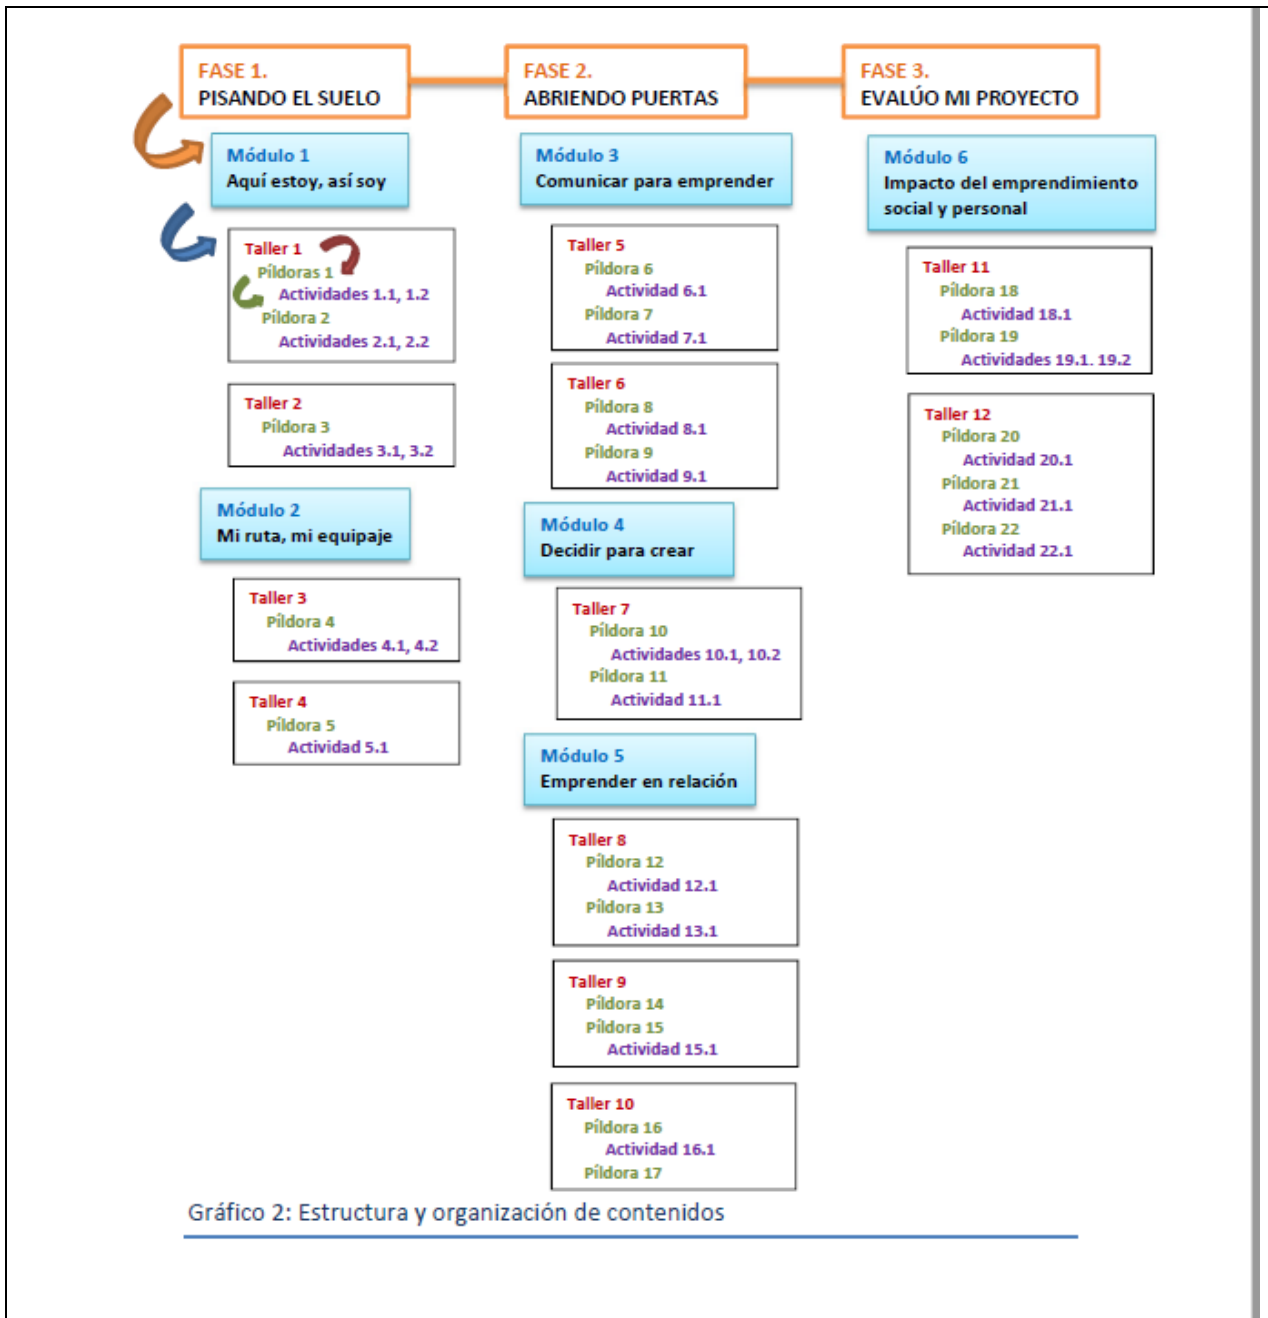 FASE 1.
PISANDO EL SUELO
Módulo 1
Aquí estoy, así soy
Taller 1
Píldoras 1
Actividades 1.1, 1.2
Píldora 2
Actividades 2.1, 2.2
Taller 2
Píldora 3
Actividades 3.1, 3.2
Módulo 2
Mi ruta, mi equipaje
Taller 3
Píldora 4
Actividades 4.1, 4.2
Taller 4
Píldora 5
Actividad 5.1
FASE 2.
ABRIENDO PUERTAS
Módulo 3
Comunicar para emprender
Taller 5
Píldora 6
Actividad 6.1
Píldora 7
Actividad 7.1
Taller 6
Píldora 8
Actividad 8.1
Píldora 9
Actividad 9.1
Módulo 4
Decidir para crear
Taller 7
Píldora 10
Actividades 10.1, 10.2
Píldora 11
Actividad 11.1
Módulo 5
Emprender en relación
Taller 8
Píldora 12
Actividad 12.1
Píldora 13
Actividad 13.1
Taller 9
Píldora 14
Píldora 15
Actividad 15.1
Taller 10
Píldora 16
Actividad 16.1
Píldora 17
FASE 3.
EVALÚO MI PROYECTO
Módulo 6
Impacto del emprendimiento
social y personal
Taller 11
Píldora 18
Actividad 18.1
Píldora 19
Actividades 19.1. 19.2
Taller 12
Píldora 20
Actividad 20.1
Píldora 21
Actividad 21.1
Píldora 22
Actividad 22.1
Gráfico 2: Estructura y organización de contenidos